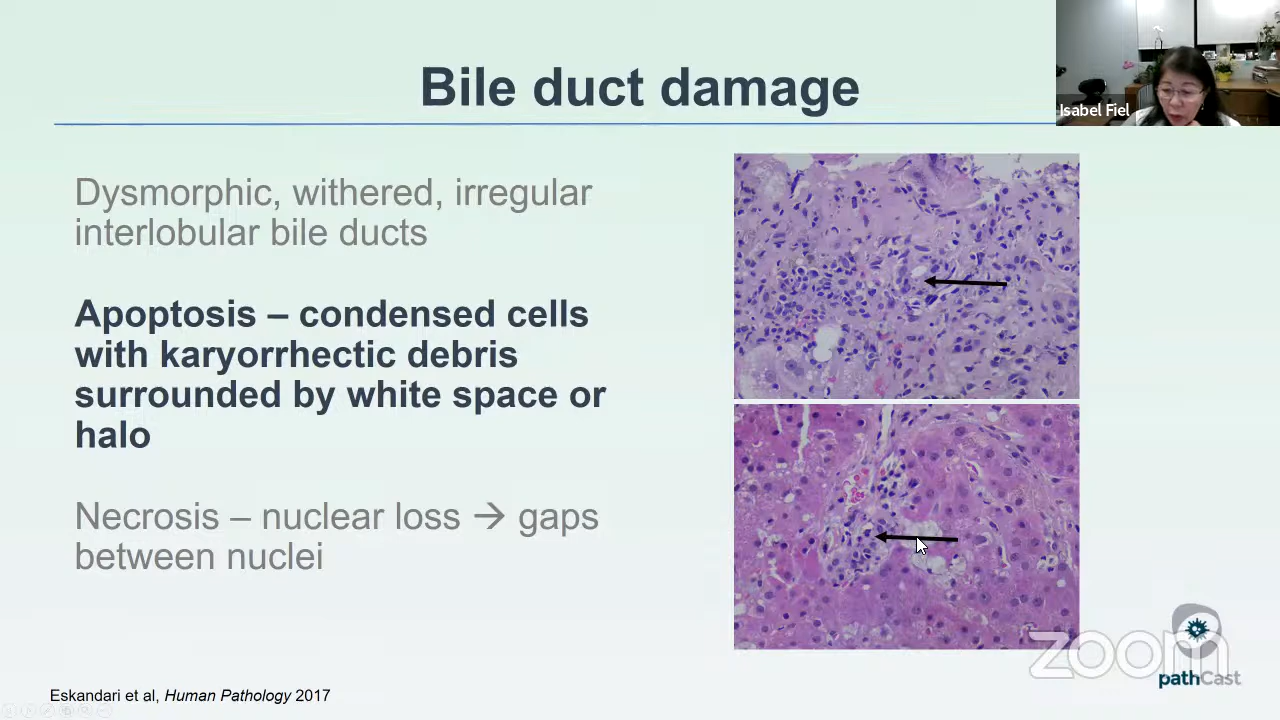 Bile duct damage
Isabel Fiel
Dysmorphic, withered, irregular
interlobular bile ducts
Apoptosis – condensed cells
with karyorrhectic debris
surrounded by white space or
halo
Necrosis – nuclear loss → gaps
between nuclei
zoom
pathCast
Eskandari et al, Human Pathology 2017